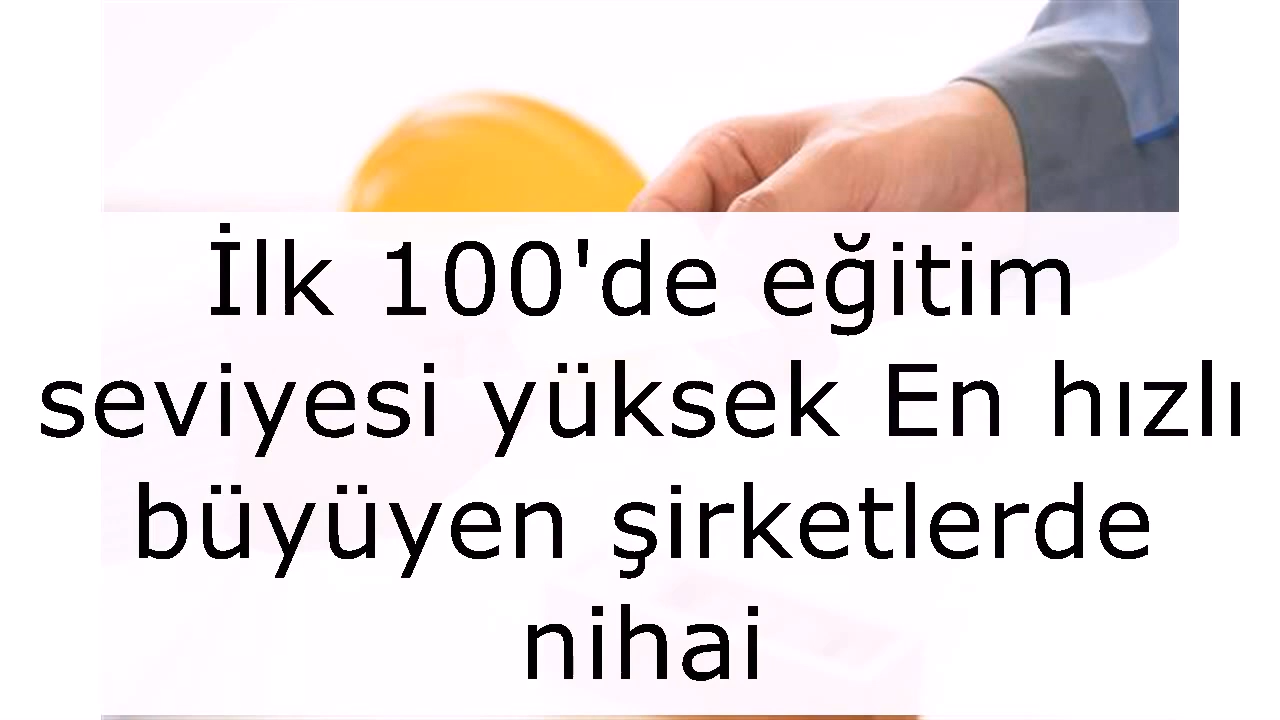 İlk 100'de eğitim
seviyesi yüksek En hızlı
büyüyen şirketlerde
nihai